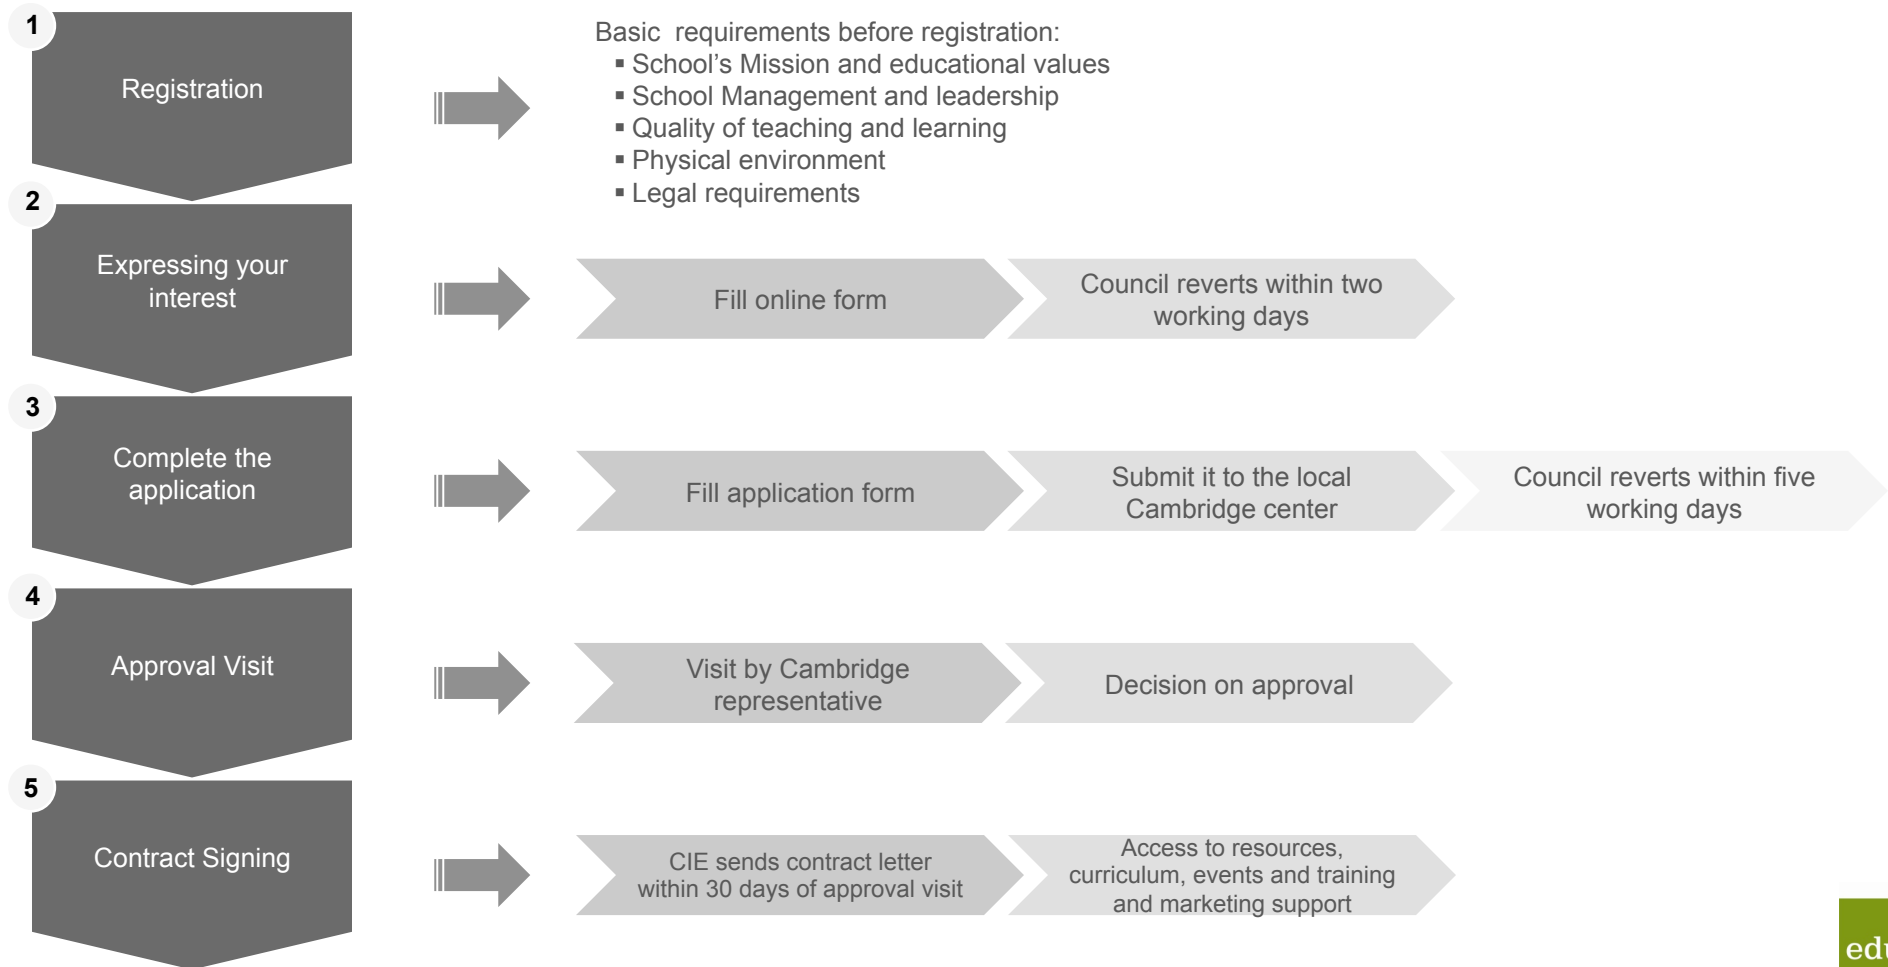 1
Registration
Basic  requirements before registration:
▪ School’s Mission and educational values
▪ School Management and leadership
▪ Quality of teaching and learning
▪ Physical environment
▪ Legal requirements
2
Expressing your
interest
Fill online form
Council reverts within two
working days
3
Complete the
application
Fill application form
Submit it to the local
Cambridge center
Council reverts within five
working days
4
Approval Visit
Visit by Cambridge
representative
Decision on approval
5
Contract Signing
CIE sends contract letter
within 30 days of approval visit
Access to resources,
curriculum, events and training
and marketing support